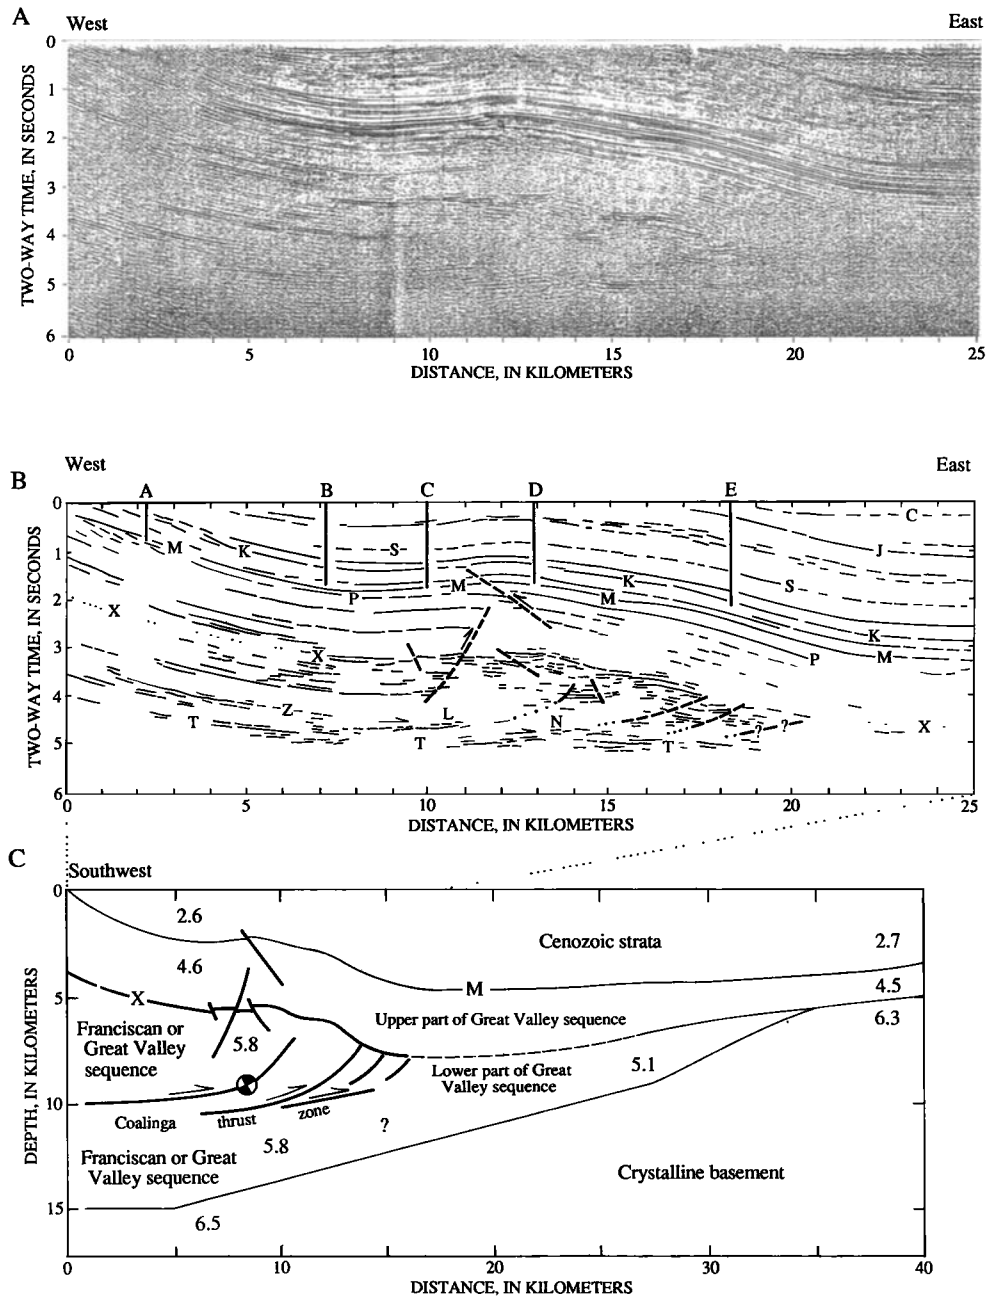 A
West
East
0
1
2
3
4
5
6
TWO-WAY TIME, IN SECONDS
0 5 10 15 20 25
DISTANCE, IN KILOMETERS
B
West
East
A B C D E
0
1
2
3
4
5
6
TWO-WAY TIME, IN SECONDS
C
M K S J
P M K M S
X K
X P M
Z L N X
T T T ? ?
0 5 10 15 20 25
DISTANCE, IN KILOMETERS
C
Southwest
0
5
10
15
DEPTH, IN KILOMETERS
2.6
Cenozoic strata
2.7
4.6
M
4.5
X
Upper part of Great Valley sequence
6.3
Franciscan or
Great Valley
sequence
5.8
Lower part of Great
Valley sequence
5.1
Coalinga thrust zone
?
5.8
Franciscan or Great
Valley sequence
Crystalline basement
6.5
0 10 20 30 40
DISTANCE, IN KILOMETERS